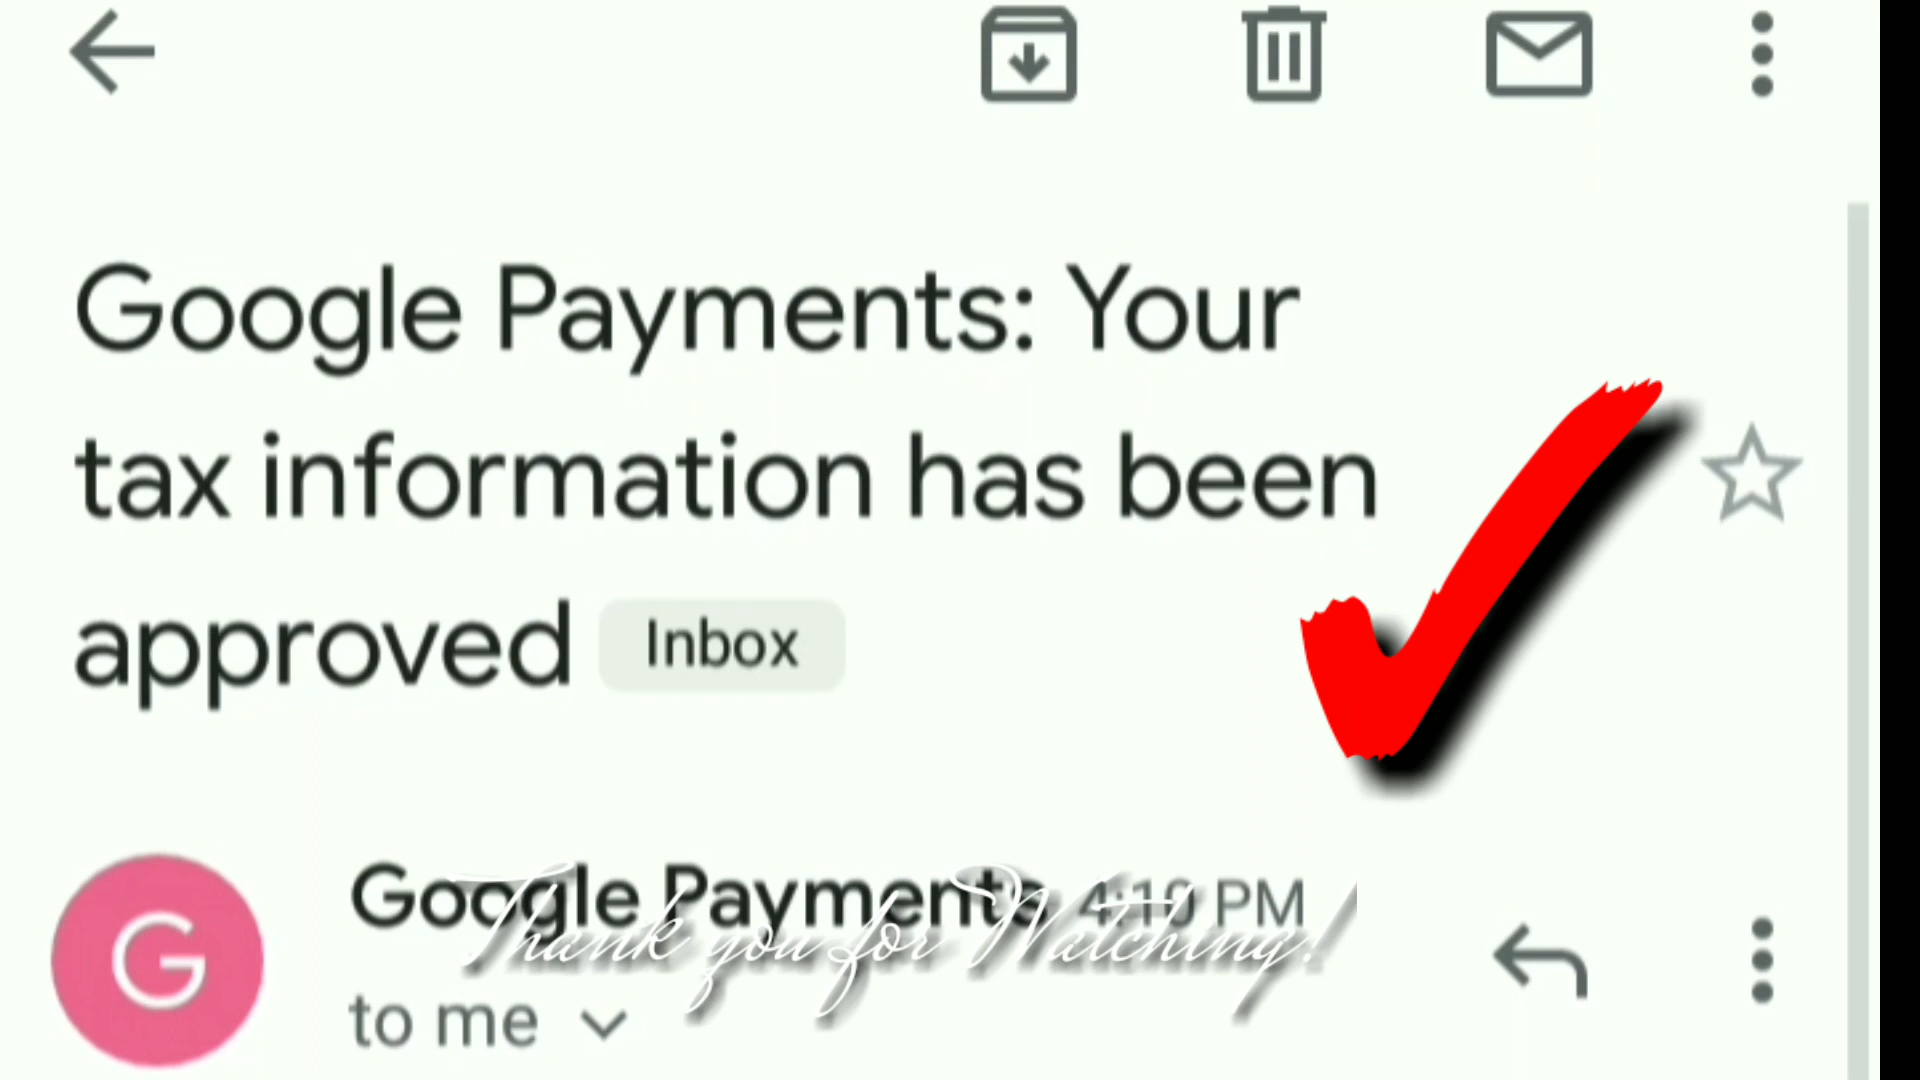 Google Payments: Your
tax information has been
approved Inbox
G
Google Payments 4:10 PM
Thank you for Watching!
to me